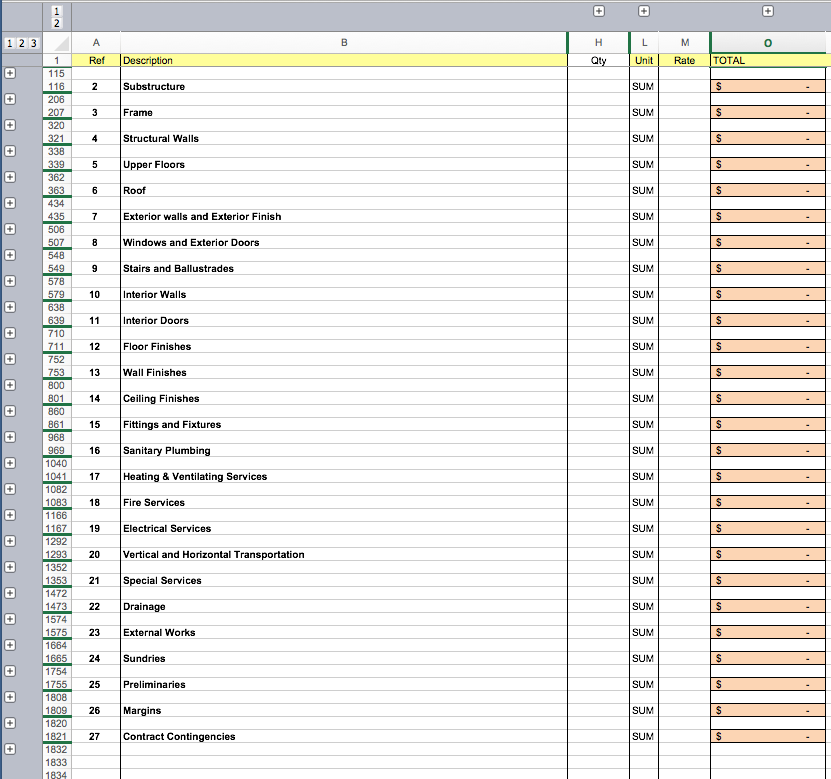 1
2
1 2 3 A B H L M O
1 Ref Description Qty Unit Rate TOTAL
115
116 2 Substructure SUM $ -
206
207 3 Frame SUM $ -
320
321 4 Structural Walls SUM $ -
338
339 5 Upper Floors SUM $ -
362
363 6 Roof SUM $ -
434
435 7 Exterior walls and Exterior Finish SUM $ -
506
507 8 Windows and Exterior Doors SUM $ -
548
549 9 Stairs and Ballustrades SUM $ -
578
579 10 Interior Walls SUM $ -
638
639 11 Interior Doors SUM $ -
710
711 12 Floor Finishes SUM $ -
752
753 13 Wall Finishes SUM $ -
800
801 14 Ceiling Finishes SUM $ -
860
861 15 Fittings and Fixtures SUM $ -
968
969 16 Sanitary Plumbing SUM $ -
1040
1041 17 Heating & Ventilating Services SUM $ -
1082
1083 18 Fire Services SUM $ -
1166
1167 19 Electrical Services SUM $ -
1292
1293 20 Vertical and Horizontal Transportation SUM $ -
1352
1353 21 Special Services SUM $ -
1472
1473 22 Drainage SUM $ -
1574
1575 23 External Works SUM $ -
1664
1665 24 Sundries SUM $ -
1754
1755 25 Preliminaries SUM $ -
1808
1809 26 Margins SUM $ -
1820
1821 27 Contract Contingencies SUM $ -
1832
1833
1834